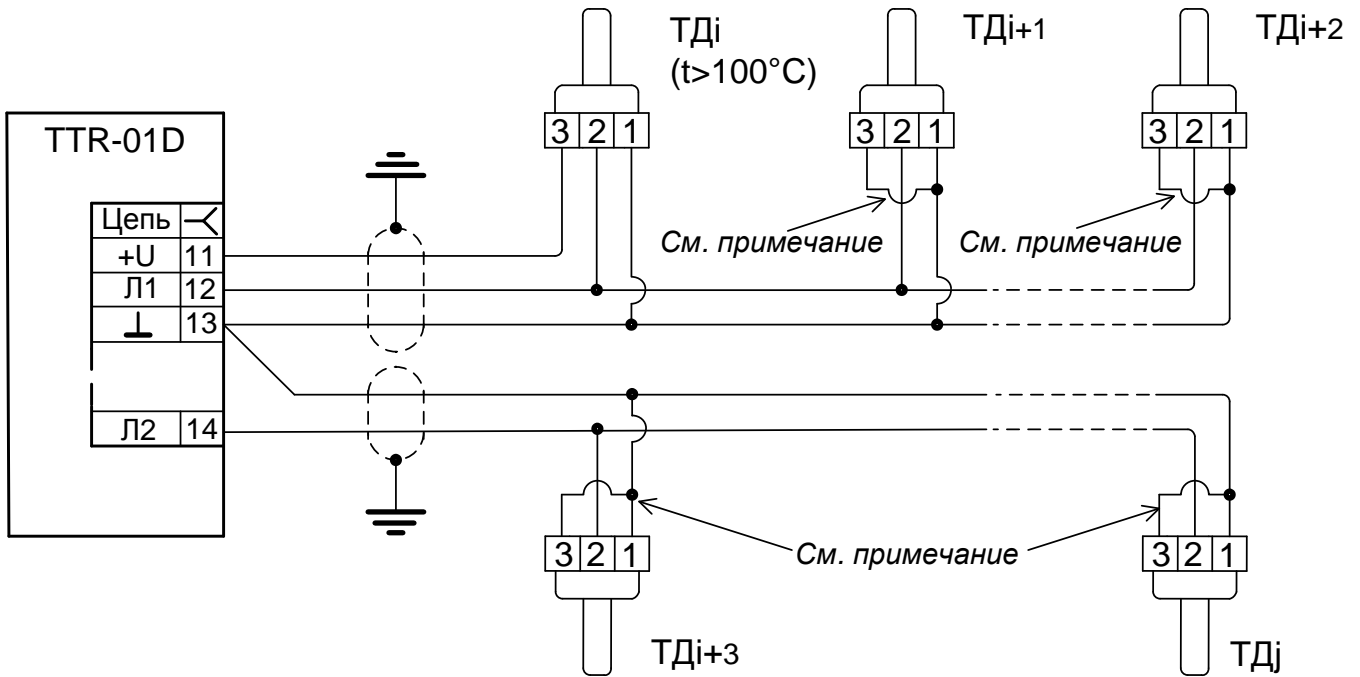 ТДi
(t>100°C)
ТДi+1
ТДi+2
3 2 1
3 2 1
3 2 1
TTR-01D
Цепь
+U 11
Л1 12
⊥ 13
Л2 14
См. примечание
См. примечание
3 2 1
См. примечание
3 2 1
ТДi+3
ТДj